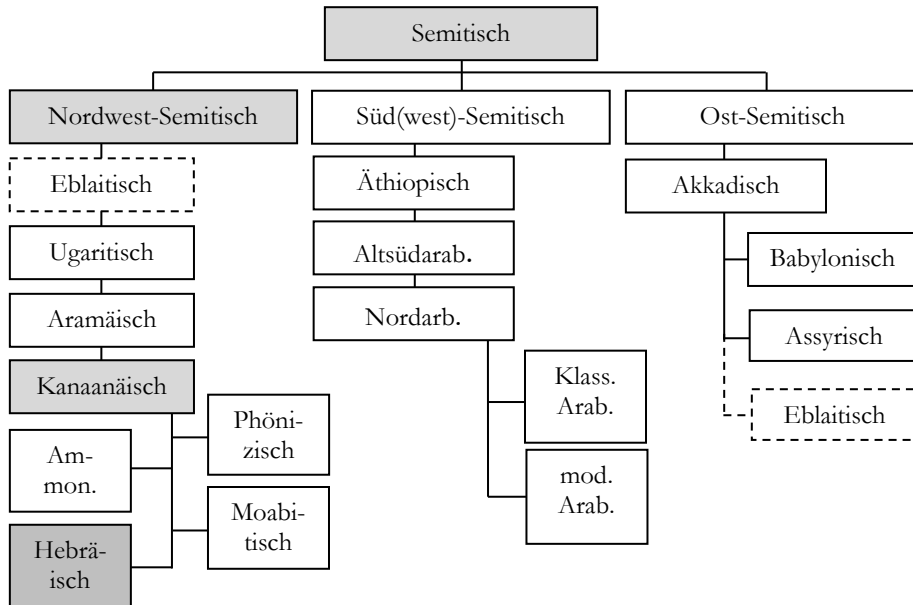 Semitisch
Nordwest-Semitisch
Süd(west)-Semitisch
Ost-Semitisch
Eblaitisch
Äthiopisch
Akkadisch
Ugaritisch
Altsüdarab.
Babylonisch
Aramäisch
Nordarb.
Assyrisch
Kanaanäisch
Klass.
Arab.
Eblaitisch
Phöni-
zisch
Am-
mon.
mod.
Arab.
Moabi-
tisch
Hebrä-
isch